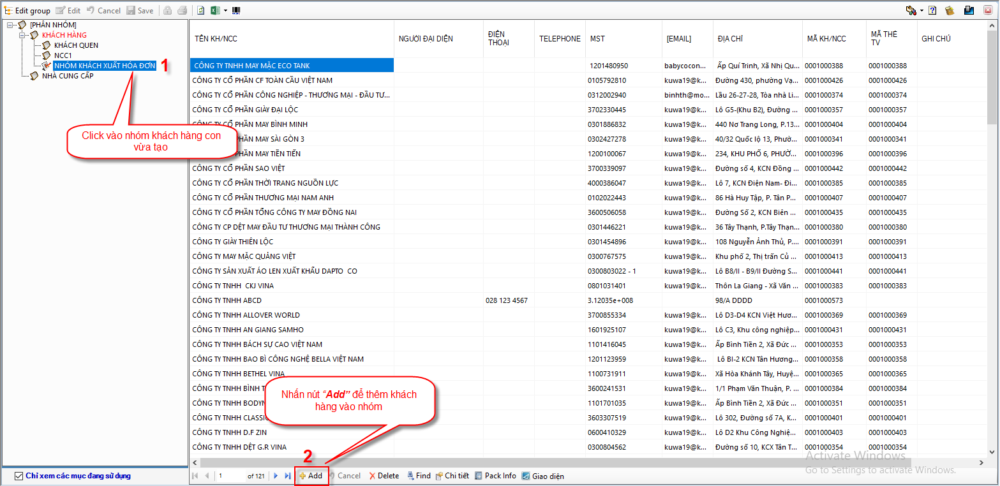 Edit group Edit Cancel Save
[PHÂN NHÓM]
KHÁCH HÀNG
KHÁCH QUEN
NCC1
NHÓM KHÁCH XUẤT HÓA ĐƠN 1
NHÀ CUNG CẤP
Click vào nhóm khách hàng con
vừa tạo
TÊN KH/NCC NGƯỜI ĐẠI DIỆN ĐIỆN THOẠI TELEPHONE MST [EMAIL] ĐỊA CHỈ MÃ KH/NCC MÃ THẺ TV GHI CHÚ
CÔNG TY TNHH MAY MẶC ECO TANK 1201480950 babycocon... Ấp Quí Trinh, Xã Nhị Qu... 0001000388 0001000388
CÔNG TY CỔ PHẦN CF TOÀN CẦU VIỆT NAM 0105792810 kuwa19@k... Đường 430, phường Vạ... 0001000426 0001000426
CÔNG TY CỔ PHẦN CÔNG NGHIỆP - THƯƠNG MẠI - ĐẦU TƯ... 0312002940 binhth@mo... Lầu 26-27-28, Tòa nhà Li... 0001000374 0001000374
CÔNG TY CỔ PHẦN GIÀY ĐẠI LỘC 3702330445 kuwa19@k... Lô G5-(Khu B2), Đường ... 0001000357 0001000357
CÔNG TY CỔ PHẦN MAY BÌNH MINH 0301886832 kuwa19@k... 440 Nơ Trang Long, P.13... 0001000404 0001000404
PHẦN MAY SÀI GÒN 3 0302427278 kuwa19@k... 40/32 Quốc lộ 13, Phườ... 0001000341 0001000341
PHẦN MAY TIỀN TIẾN 1200100067 kuwa19@k... 234, KHU PHỐ 6, PHƯỜ... 0001000396 0001000396
CÔNG TY CỔ PHẦN SAO VIỆT 3700339097 kuwa19@k... Đường số 4, KCN Đồng ... 0001000442 0001000442
CÔNG TY CỔ PHẦN THỜI TRANG NGUỒN LỰC 4000386047 kuwa19@k... Lô 7, KCN Điện Nam- Đi... 0001000385 0001000385
CÔNG TY CỔ PHẦN THƯƠNG MẠI NAM ANH 0102022443 kuwa19@k... 86 Hà Huy Tập, P. Tân P... 0001000407 0001000407
CÔNG TY CỔ PHẦN TỔNG CÔNG TY MAY ĐỒNG NAI 3600506058 kuwa19@k... Đường Số 2, KCN Biên ... 0001000435 0001000435
CÔNG TY CP DỆT MAY ĐẦU TƯ THƯƠNG MẠI THÀNH CÔNG 0301446221 kuwa19@k... 36 Tây Thạnh, P.Tây Thạn... 0001000380 0001000380
CÔNG TY GIÀY THIÊN LỘC 0301454896 kuwa19@k... 108 Nguyễn Ảnh Thủ, P.... 0001000391 0001000391
CÔNG TY MAY MẶC QUẢNG VIỆT 0300767575 kuwa19@k... Khu phố 2, Thị trấn Củ ... 0001000413 0001000413
CÔNG TY SẢN XUẤT ÁO LEN XUẤT KHẨU DAPTO CO 0300803022 - 1 kuwa19@k... Lô B8/II - B9/II Đường S... 0001000441 0001000441
CÔNG TY TNHH CKJ VINA 0801031401 kuwa19@k... Thôn La Giang - Xã Văn ... 0001000383 0001000383
CÔNG TY TNHH ABCD 028 123 4567 3.12035e+008 98/A DDDD 0001000573
CÔNG TY TNHH ALLOVER WORLD 3700855334 kuwa19@k... Lô D3-D4 KCN Việt Hươ... 0001000369 0001000369
CÔNG TY TNHH AN GIANG SAMHO 1601925107 kuwa19@k... Lô C3, Khu công nghiệp... 0001000431 0001000431
CÔNG TY TNHH BÁCH SỰ CAO VIỆT NAM 1101416045 kuwa19@k... Ấp Bình Tiền 2, Xã Đức ... 0001000353 0001000353
CÔNG TY TNHH BAO BÌ CÔNG NGHỆ BELLA VIỆT NAM 1201123959 kuwa19@k... Lô BI-2 KCN Tân Hương... 0001000358 0001000358
CÔNG TY TNHH BETHEL VINA 1100731911 kuwa19@k... Xã Hòa Khánh Tây, Huyệ... 0001000365 0001000365
CÔNG TY TNHH BÌNH T 3600241531 kuwa19@k... 1/1 Phạm Văn Thuận, P. ... 0001000384 0001000384
CÔNG TY TNHH BODYN 1101701035 kuwa19@k... Ấp Bình Tiền 2, Xã Đức ... 0001000351 0001000351
CÔNG TY TNHH CLASSIC 3603307519 kuwa19@k... Lô 302, Đường số 7A, K... 0001000401 0001000401
CÔNG TY TNHH D.F ZIN 0600410329 kuwa19@k... Lô D2 Khu Công Nghiệ... 0001000403 0001000403
CÔNG TY TNHH DỆT G.R VINA 0300804562 kuwa19@k... Đường số 10, KCX Tân T... 0001000354 0001000354
Nhấn nút "Add" để thêm khách
hàng vào nhóm
2
Activate Windows
Go to Settings to activate Windows.
Chỉ xem các mục đang sử dụng
1 of 121 Add Cancel Delete Find Chi tiết Pack Info Giao diện